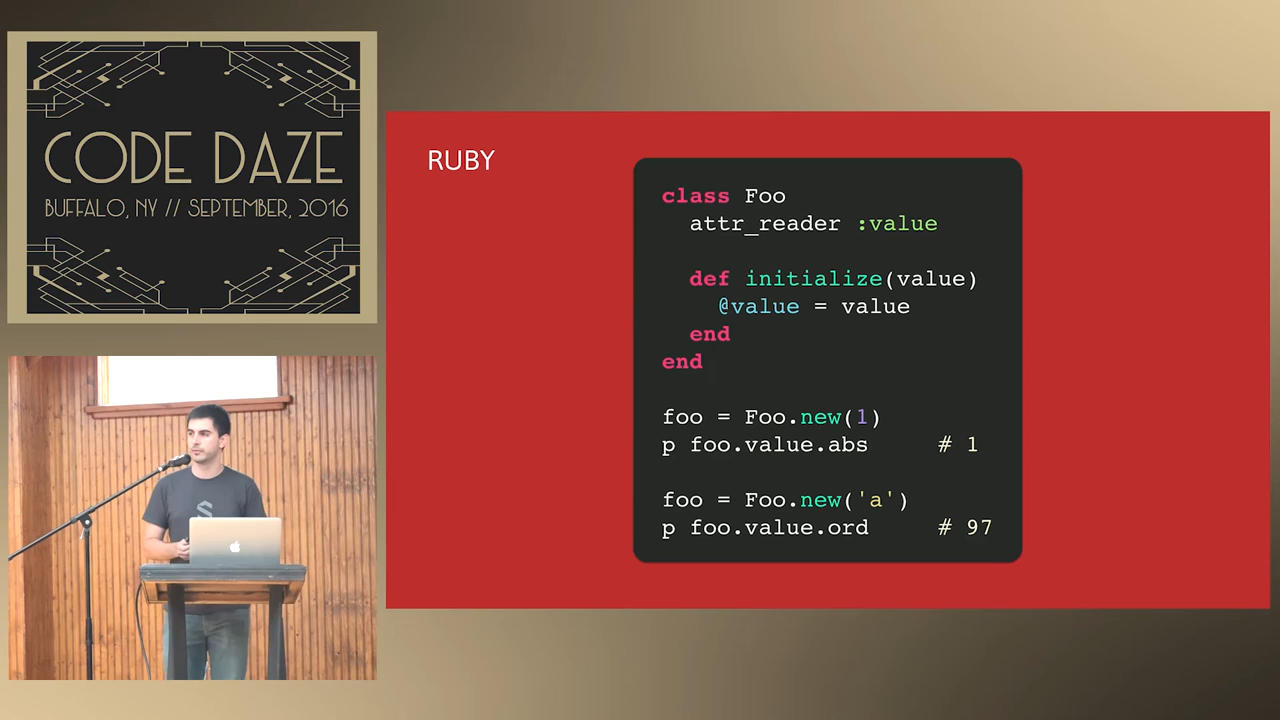 CODE DAZE
BUFFALO, NY // SEPTEMBER, 2016
RUBY
class Foo
  attr_reader :value

  def initialize(value)
    @value = value
  end
end

foo = Foo.new(1)
p foo.value.abs     # 1

foo = Foo.new('a')
p foo.value.ord     # 97